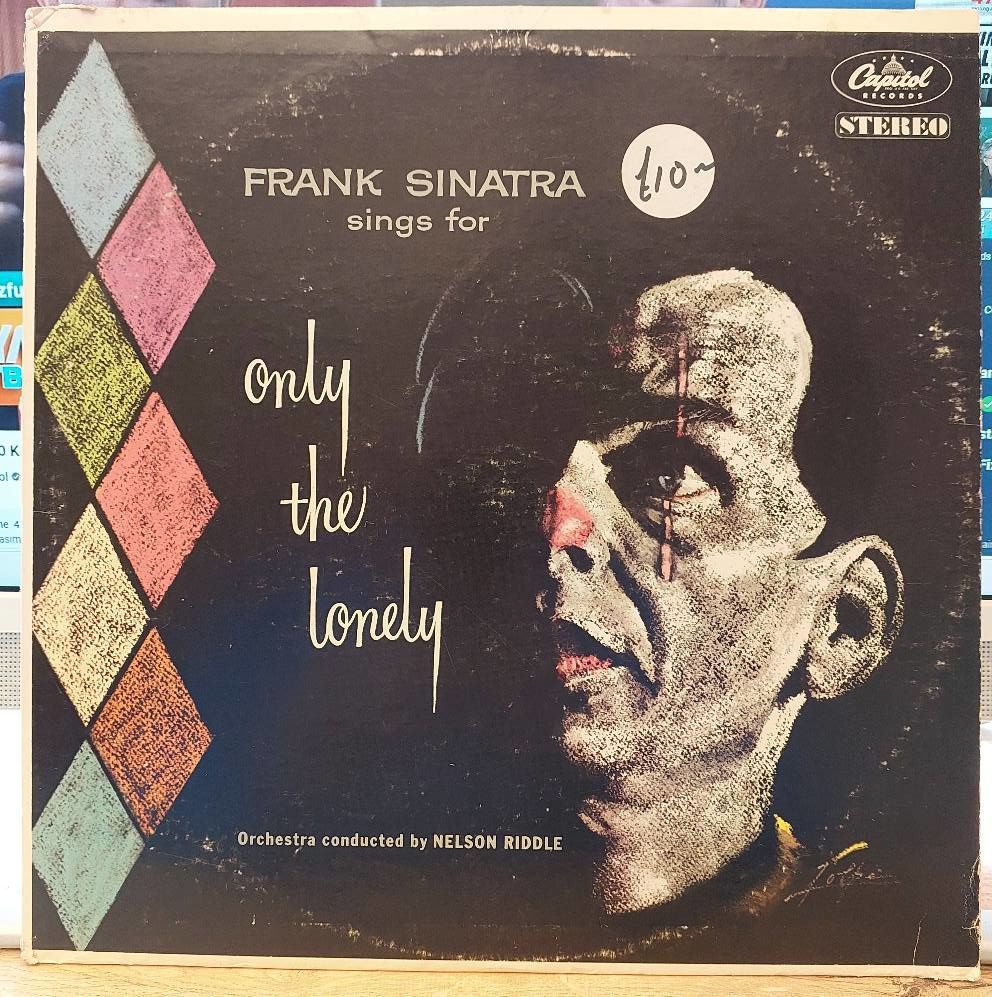 Capitol
RECORDS
STEREO
FRANK SINATRA
sings for
£10~
only
the
lonely
Orchestra conducted by NELSON RIDDLE